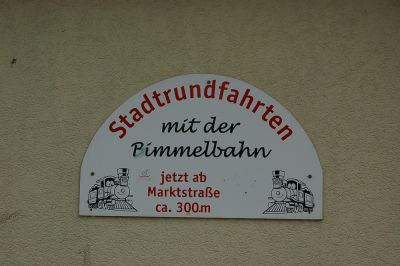 Stadtrundfahrten
mit der
Pimmelbahn
jetzt ab
Marktstraße
ca. 300m